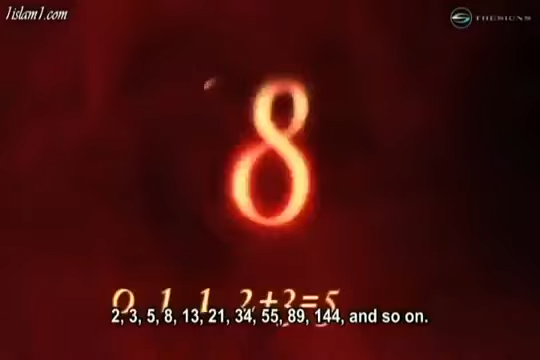 1islam1.com
THESIGNS
8
0, 1, 1, 2+3=5
2, 3, 5, 8, 13, 21, 34, 55, 89, 144, and so on.